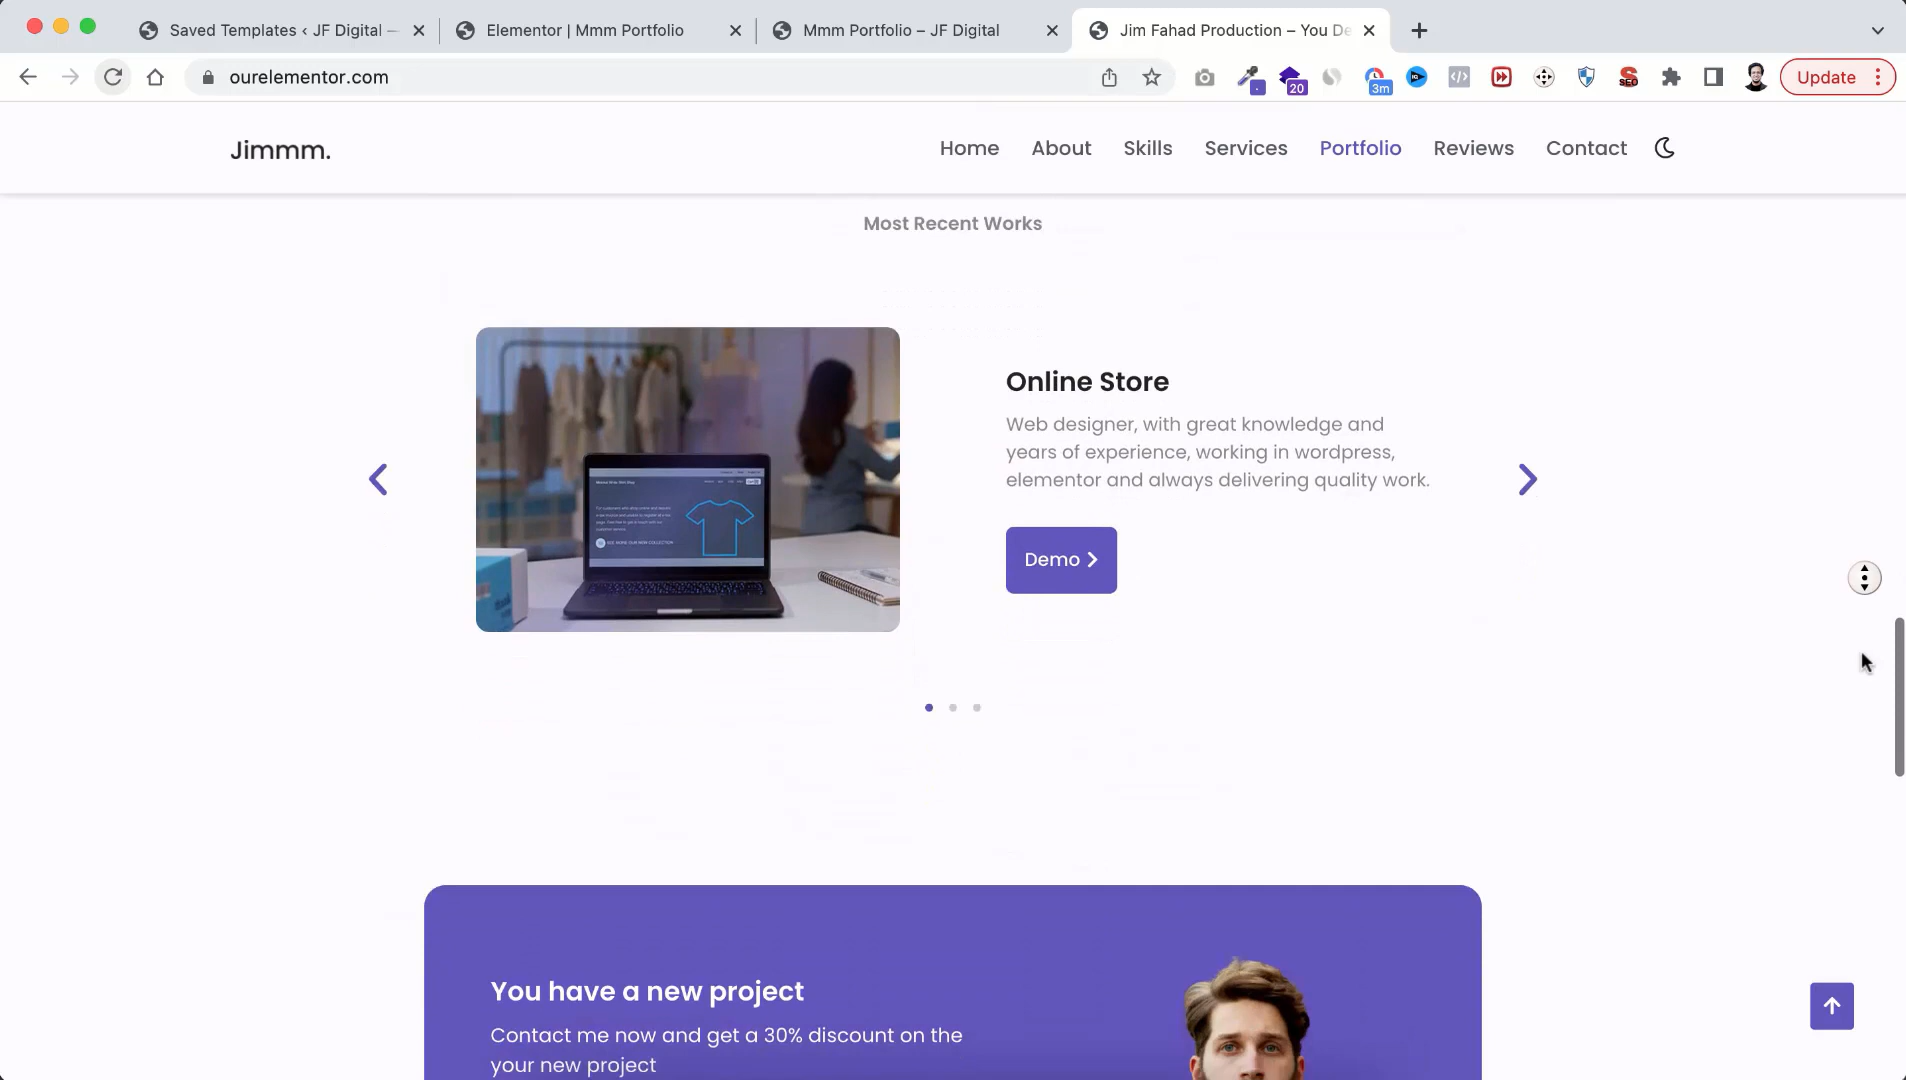 Saved Templates ‹ JF Digital —
Elementor | Mmm Portfolio
Mmm Portfolio – JF Digital
Jim Fahad Production – You De
ourelementor.com
20
3m
SEO
Update
Jimmm.
Home
About
Skills
Services
Portfolio
Reviews
Contact
Most Recent Works
Online Store
Web designer, with great knowledge and
years of experience, working in wordpress,
elementor and always delivering quality work.
Demo
You have a new project
Contact me now and get a 30% discount on the
your new project